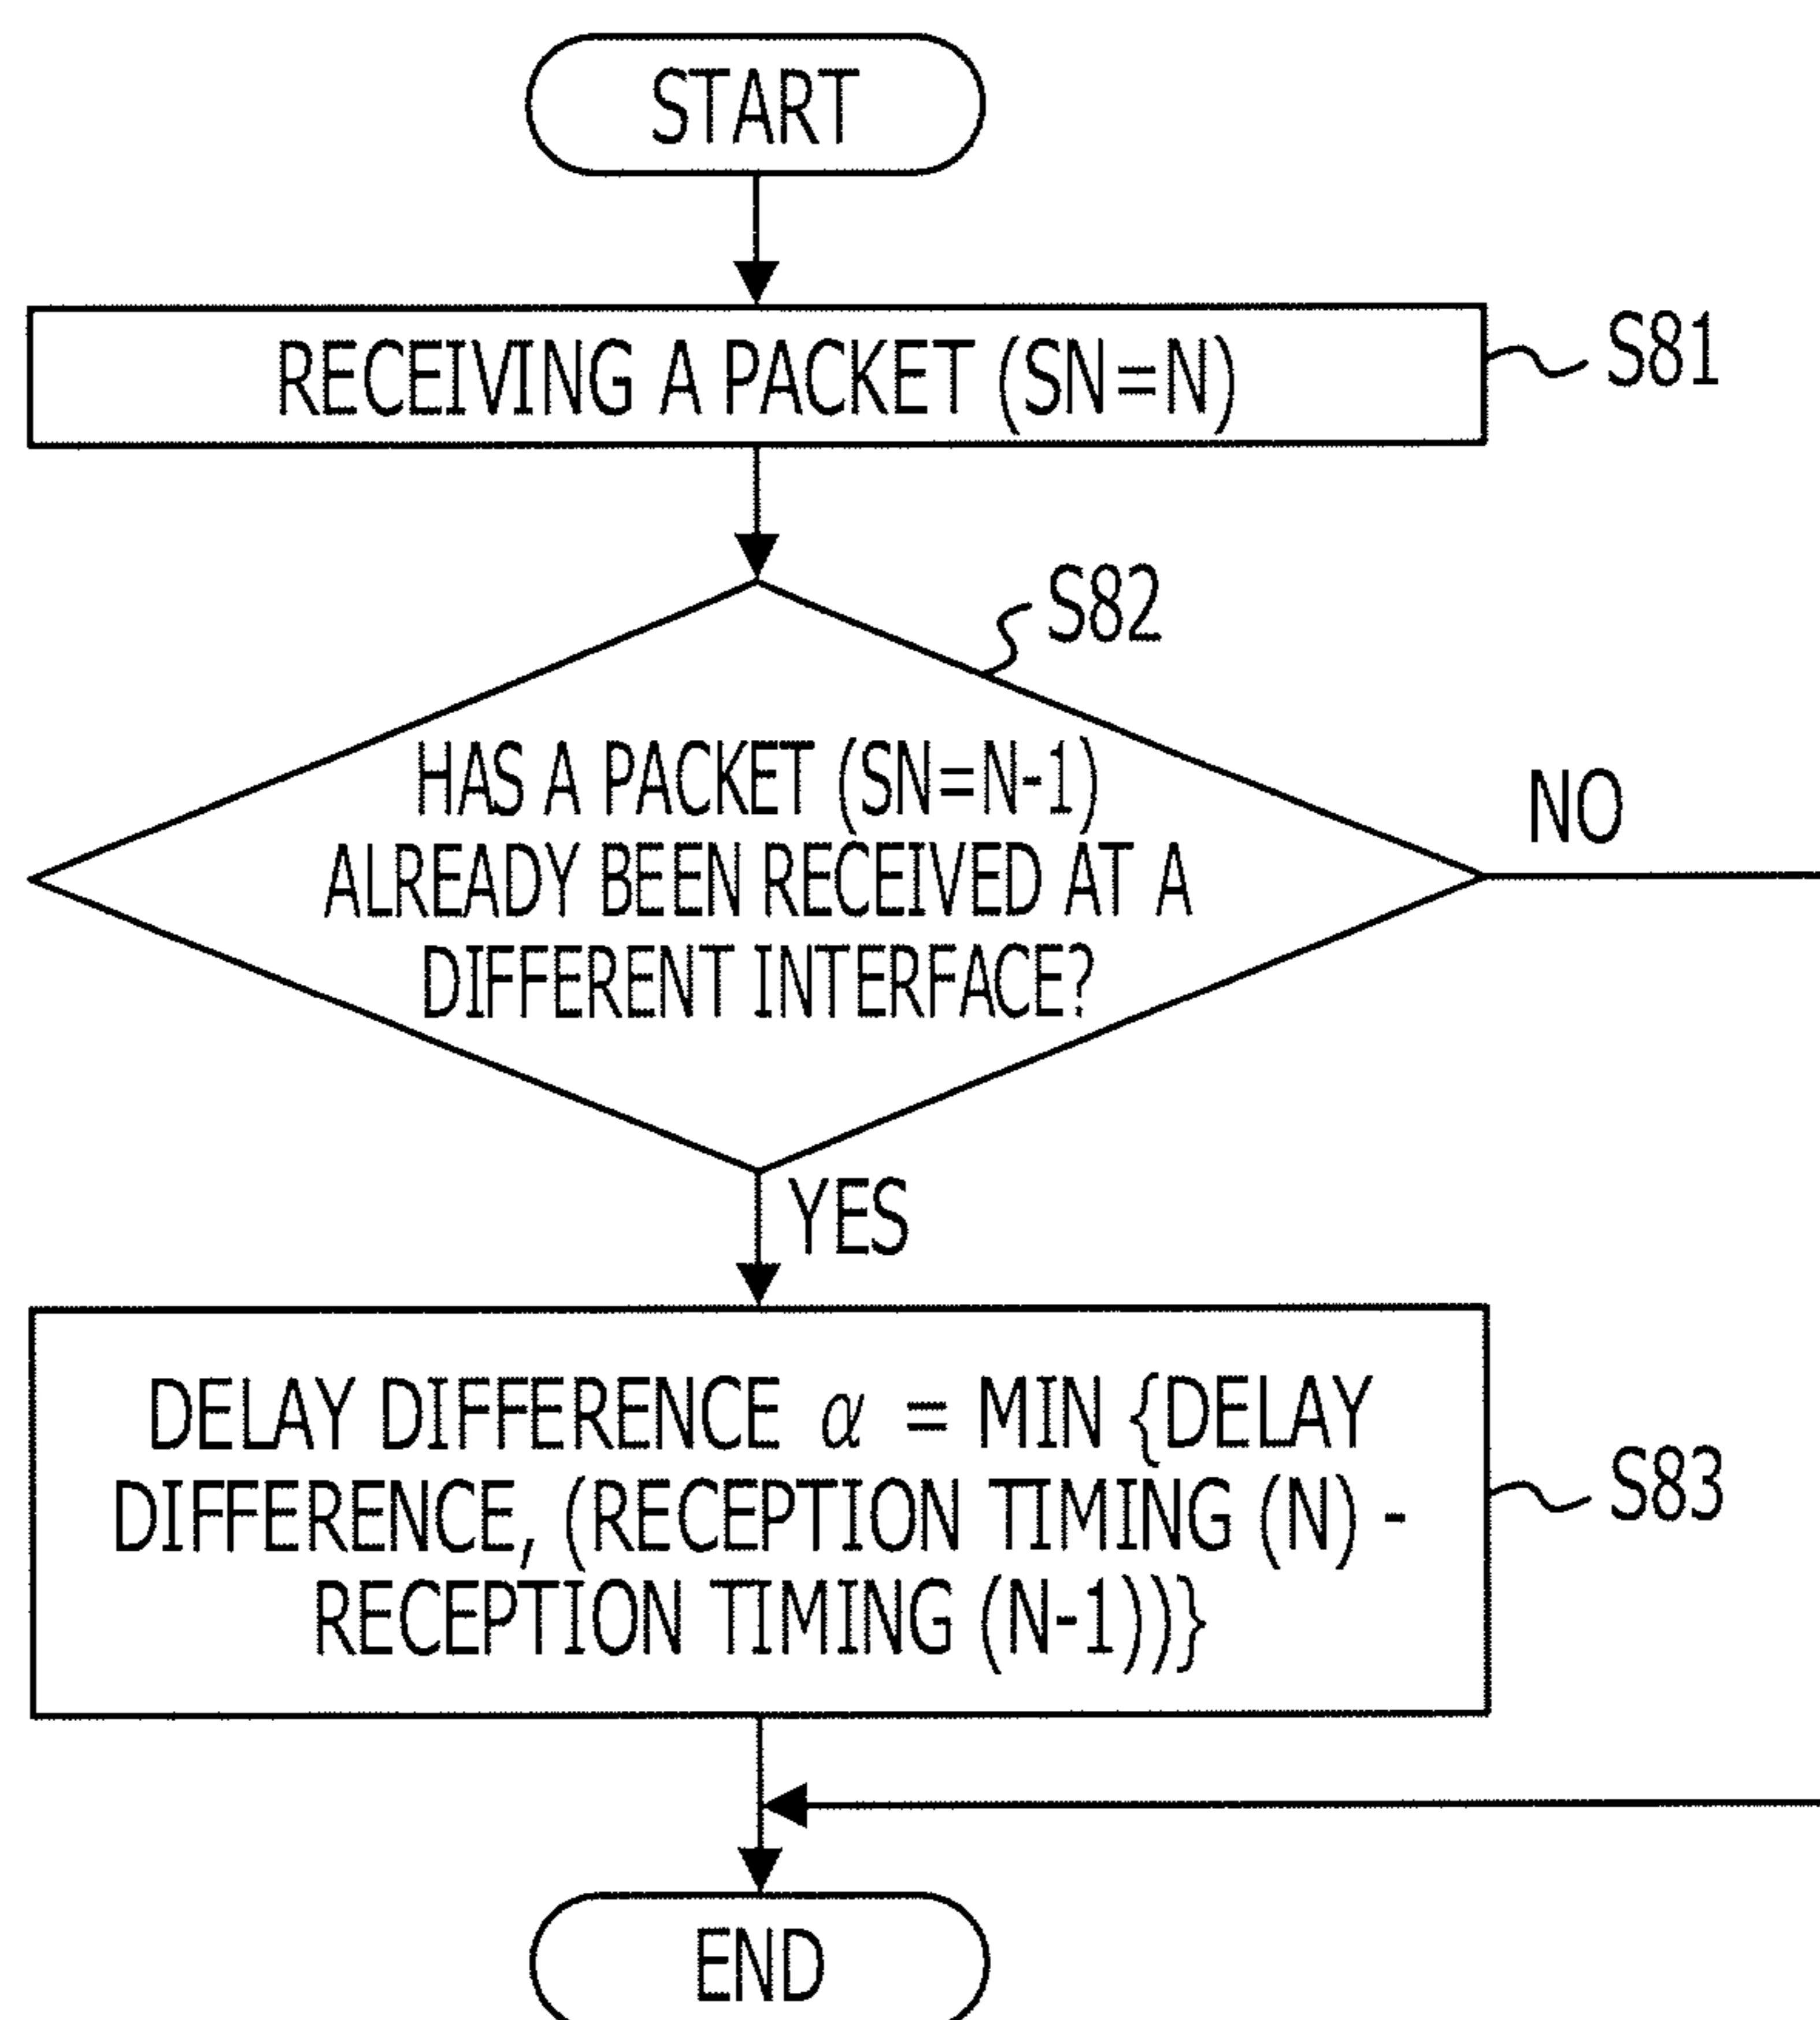 START
RECEIVING A PACKET (SN=N)
S81
S82
HAS A PACKET (SN=N-1)
ALREADY BEEN RECEIVED AT A
DIFFERENT INTERFACE?
NO
YES
DELAY DIFFERENCE α = MIN {DELAY
DIFFERENCE, (RECEPTION TIMING (N) -
RECEPTION TIMING (N-1))}
S83
END